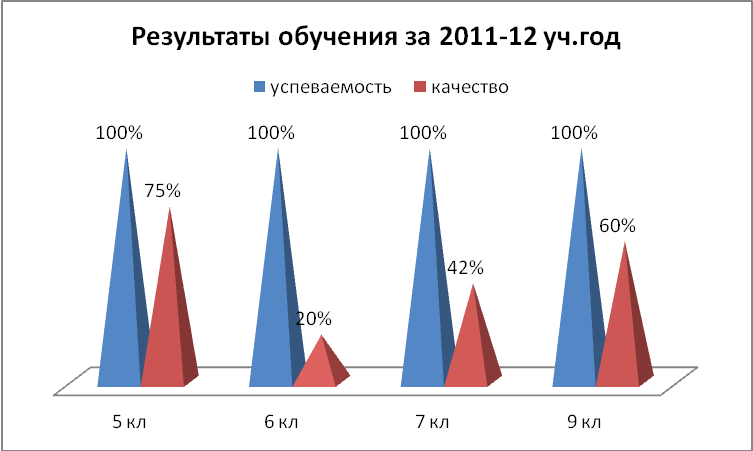 Результаты обучения за 2011-12 уч.год
успеваемость качество
100% 100% 100% 100%
75%
60%
42%
20%
5 кл 6 кл 7 кл 9 кл